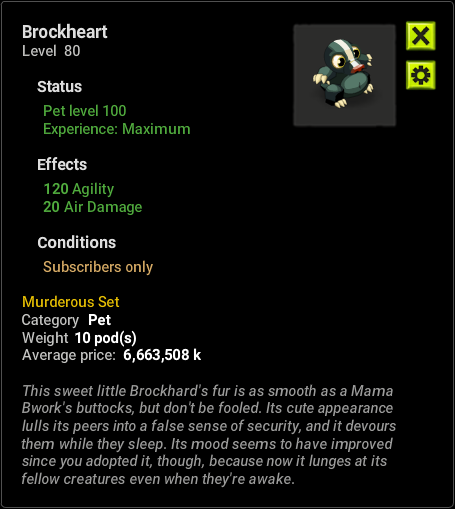 Brockheart
Level 80
Status
Pet level 100
Experience: Maximum
Effects
120 Agility
20 Air Damage
Conditions
Subscribers only
Murderous Set
Category Pet
Weight 10 pod(s)
Average price: 6,663,508 k
This sweet little Brockhard's fur is as smooth as a Mama
Bwork's buttocks, but don't be fooled. Its cute appearance
lulls its peers into a false sense of security, and it devours
them while they sleep. Its mood seems to have improved
since you adopted it, though, because now it lunges at its
fellow creatures even when they're awake.